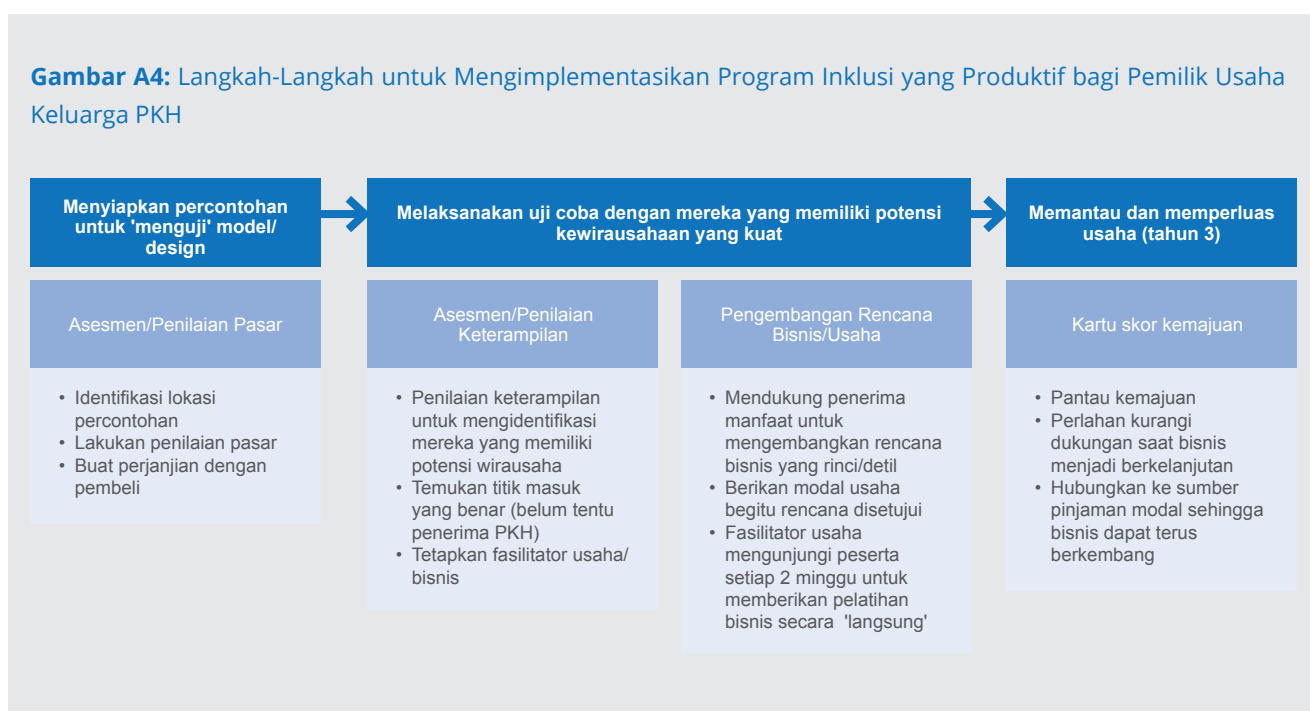 Gambar A4: Langkah-Langkah untuk Mengimplementasikan Program Inklusi yang Produktif bagi Pemilik Usaha
Keluarga PKH
Menyiapkan percontohan
untuk 'menguji' model/
design
Melaksanakan uji coba dengan mereka yang memiliki potensi
kewirausahaan yang kuat
Memantau dan memperluas
usaha (tahun 3)
Asesmen/Penilaian Pasar
• Identifikasi lokasi
percontohan
• Lakukan penilaian pasar
• Buat perjanjian dengan
pembeli
Asesmen/Penilaian
Keterampilan
• Penilaian keterampilan
untuk mengidentifikasi
mereka yang memiliki
potensi wirausaha
• Temukan titik masuk
yang benar (belum tentu
penerima PKH)
• Tetapkan fasilitator usaha/
bisnis
Pengembangan Rencana
Bisnis/Usaha
• Mendukung penerima
manfaat untuk
mengembangkan rencana
bisnis yang rinci/detil
• Berikan modal usaha
begitu rencana disetujui
• Fasilitator usaha
mengunjungi peserta
setiap 2 minggu untuk
memberikan pelatihan
bisnis secara 'langsung'
Kartu skor kemajuan
• Pantau kemajuan
• Perlahan kurangi
dukungan saat bisnis
menjadi berkelanjutan
• Hubungkan ke sumber
pinjaman modal sehingga
bisnis dapat terus
berkembang